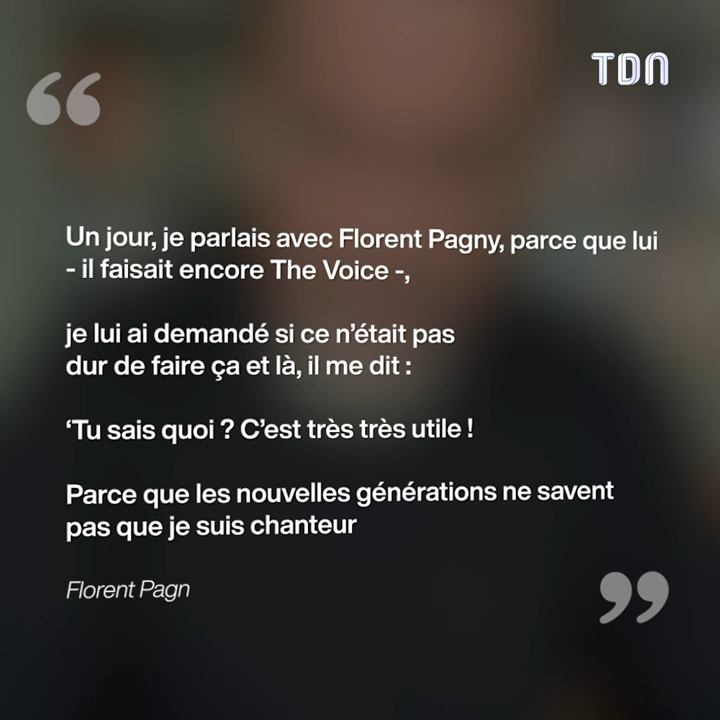 TDN
“
Un jour, je parlais avec Florent Pagny, parce que lui
- il faisait encore The Voice -,
je lui ai demandé si ce n’était pas
dur de faire ça et là, il me dit :
‘Tu sais quoi ? C’est très très utile !
Parce que les nouvelles générations ne savent
pas que je suis chanteur
Florent Pagn
”